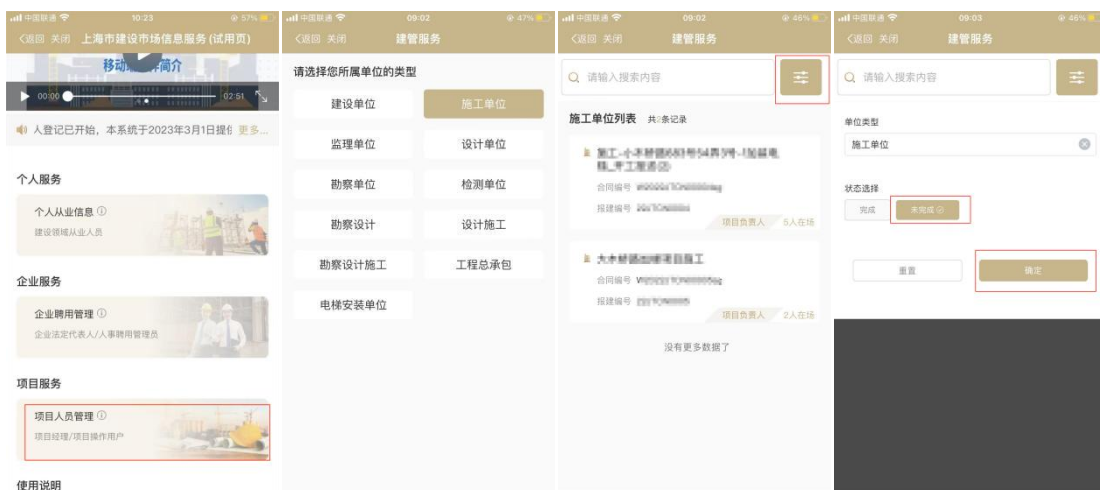 中国联通 10:23 57%
返回 关闭 上海市建设市场信息服务(试用页)
简介
00:00 02:51
人登记已开始，本系统于2023年3月1日提 更多...
个人服务
个人从业信息
建设领域从业人员
企业服务
企业聘用管理
企业法定代表人/人事聘用管理员
项目服务
项目人员管理
项目经理/项目操作用户
使用说明
中国联通 09:02 47%
返回 关闭 建管服务
请选择您所属单位的类型
建设单位 施工单位
监理单位 设计单位
勘察单位 检测单位
勘察设计 设计施工
勘察设计施工 工程总承包
电梯安装单位
中国联通 09:02 46%
返回 关闭 建管服务
请输入搜索内容
施工单位列表 共2条记录
合同编号
报建编号
项目负责人 5人在场
合同编号
报建编号
项目负责人 2人在场
没有更多数据了
中国联通 09:03 46%
返回 关闭 建管服务
请输入搜索内容
单位类型
施工单位
状态选择
完成 未完成
重置 确定